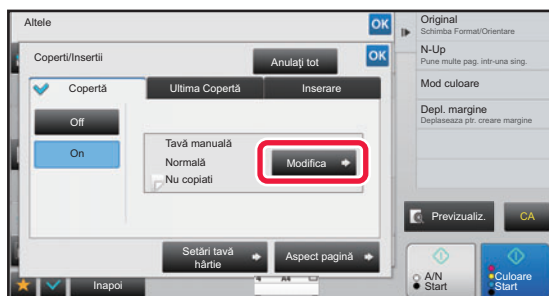 Altele
OK
Coperti/Insertii
Anulaţi tot
OK
Copertă
Ultima Copertă
Inserare
Off
On
Tavă manuală
Normală
Nu copiati
Modifica
Setări tavă
hârtie
Aspect pagină
Inapoi
A4
Original
Schimba Format/Orientare
N-Up
Pune multe pag. intr-una sing.
Mod culoare
Depl. margine
Deplaseaza ptr. creare margine
Previzualiz.
CA
A/N
Start
Culoare
Start